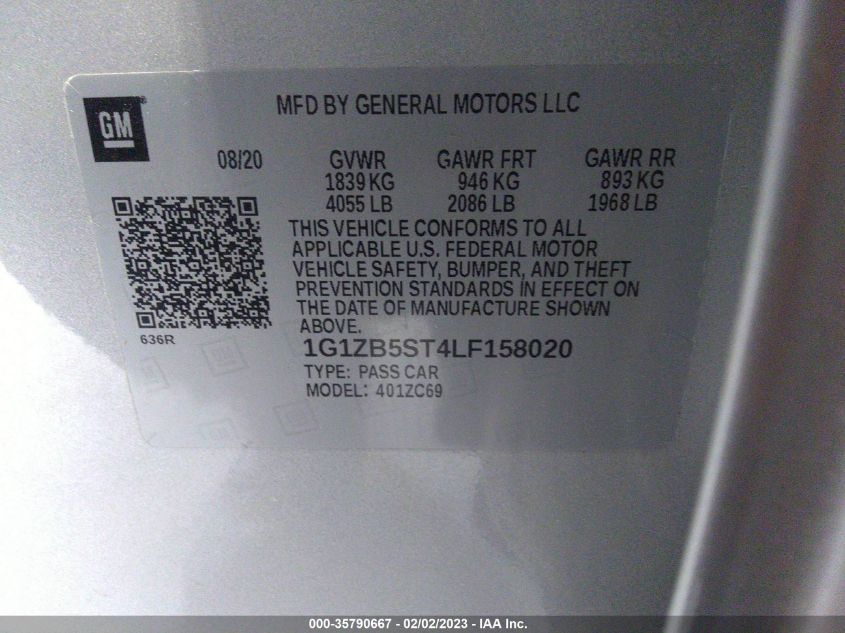 GM
MFD BY GENERAL MOTORS LLC
08/20 GVWR GAWR FRT GAWR RR
1839 KG 946 KG 893 KG
4055 LB 2086 LB 1968 LB
THIS VEHICLE CONFORMS TO ALL
APPLICABLE U.S. FEDERAL MOTOR
VEHICLE SAFETY, BUMPER, AND THEFT
PREVENTION STANDARDS IN EFFECT ON
THE DATE OF MANUFACTURE SHOWN
ABOVE.
636R
1G1ZB5ST4LF158020
TYPE: PASS CAR
MODEL: 401ZC69
000-35790667 - 02/02/2023 - IAA Inc.